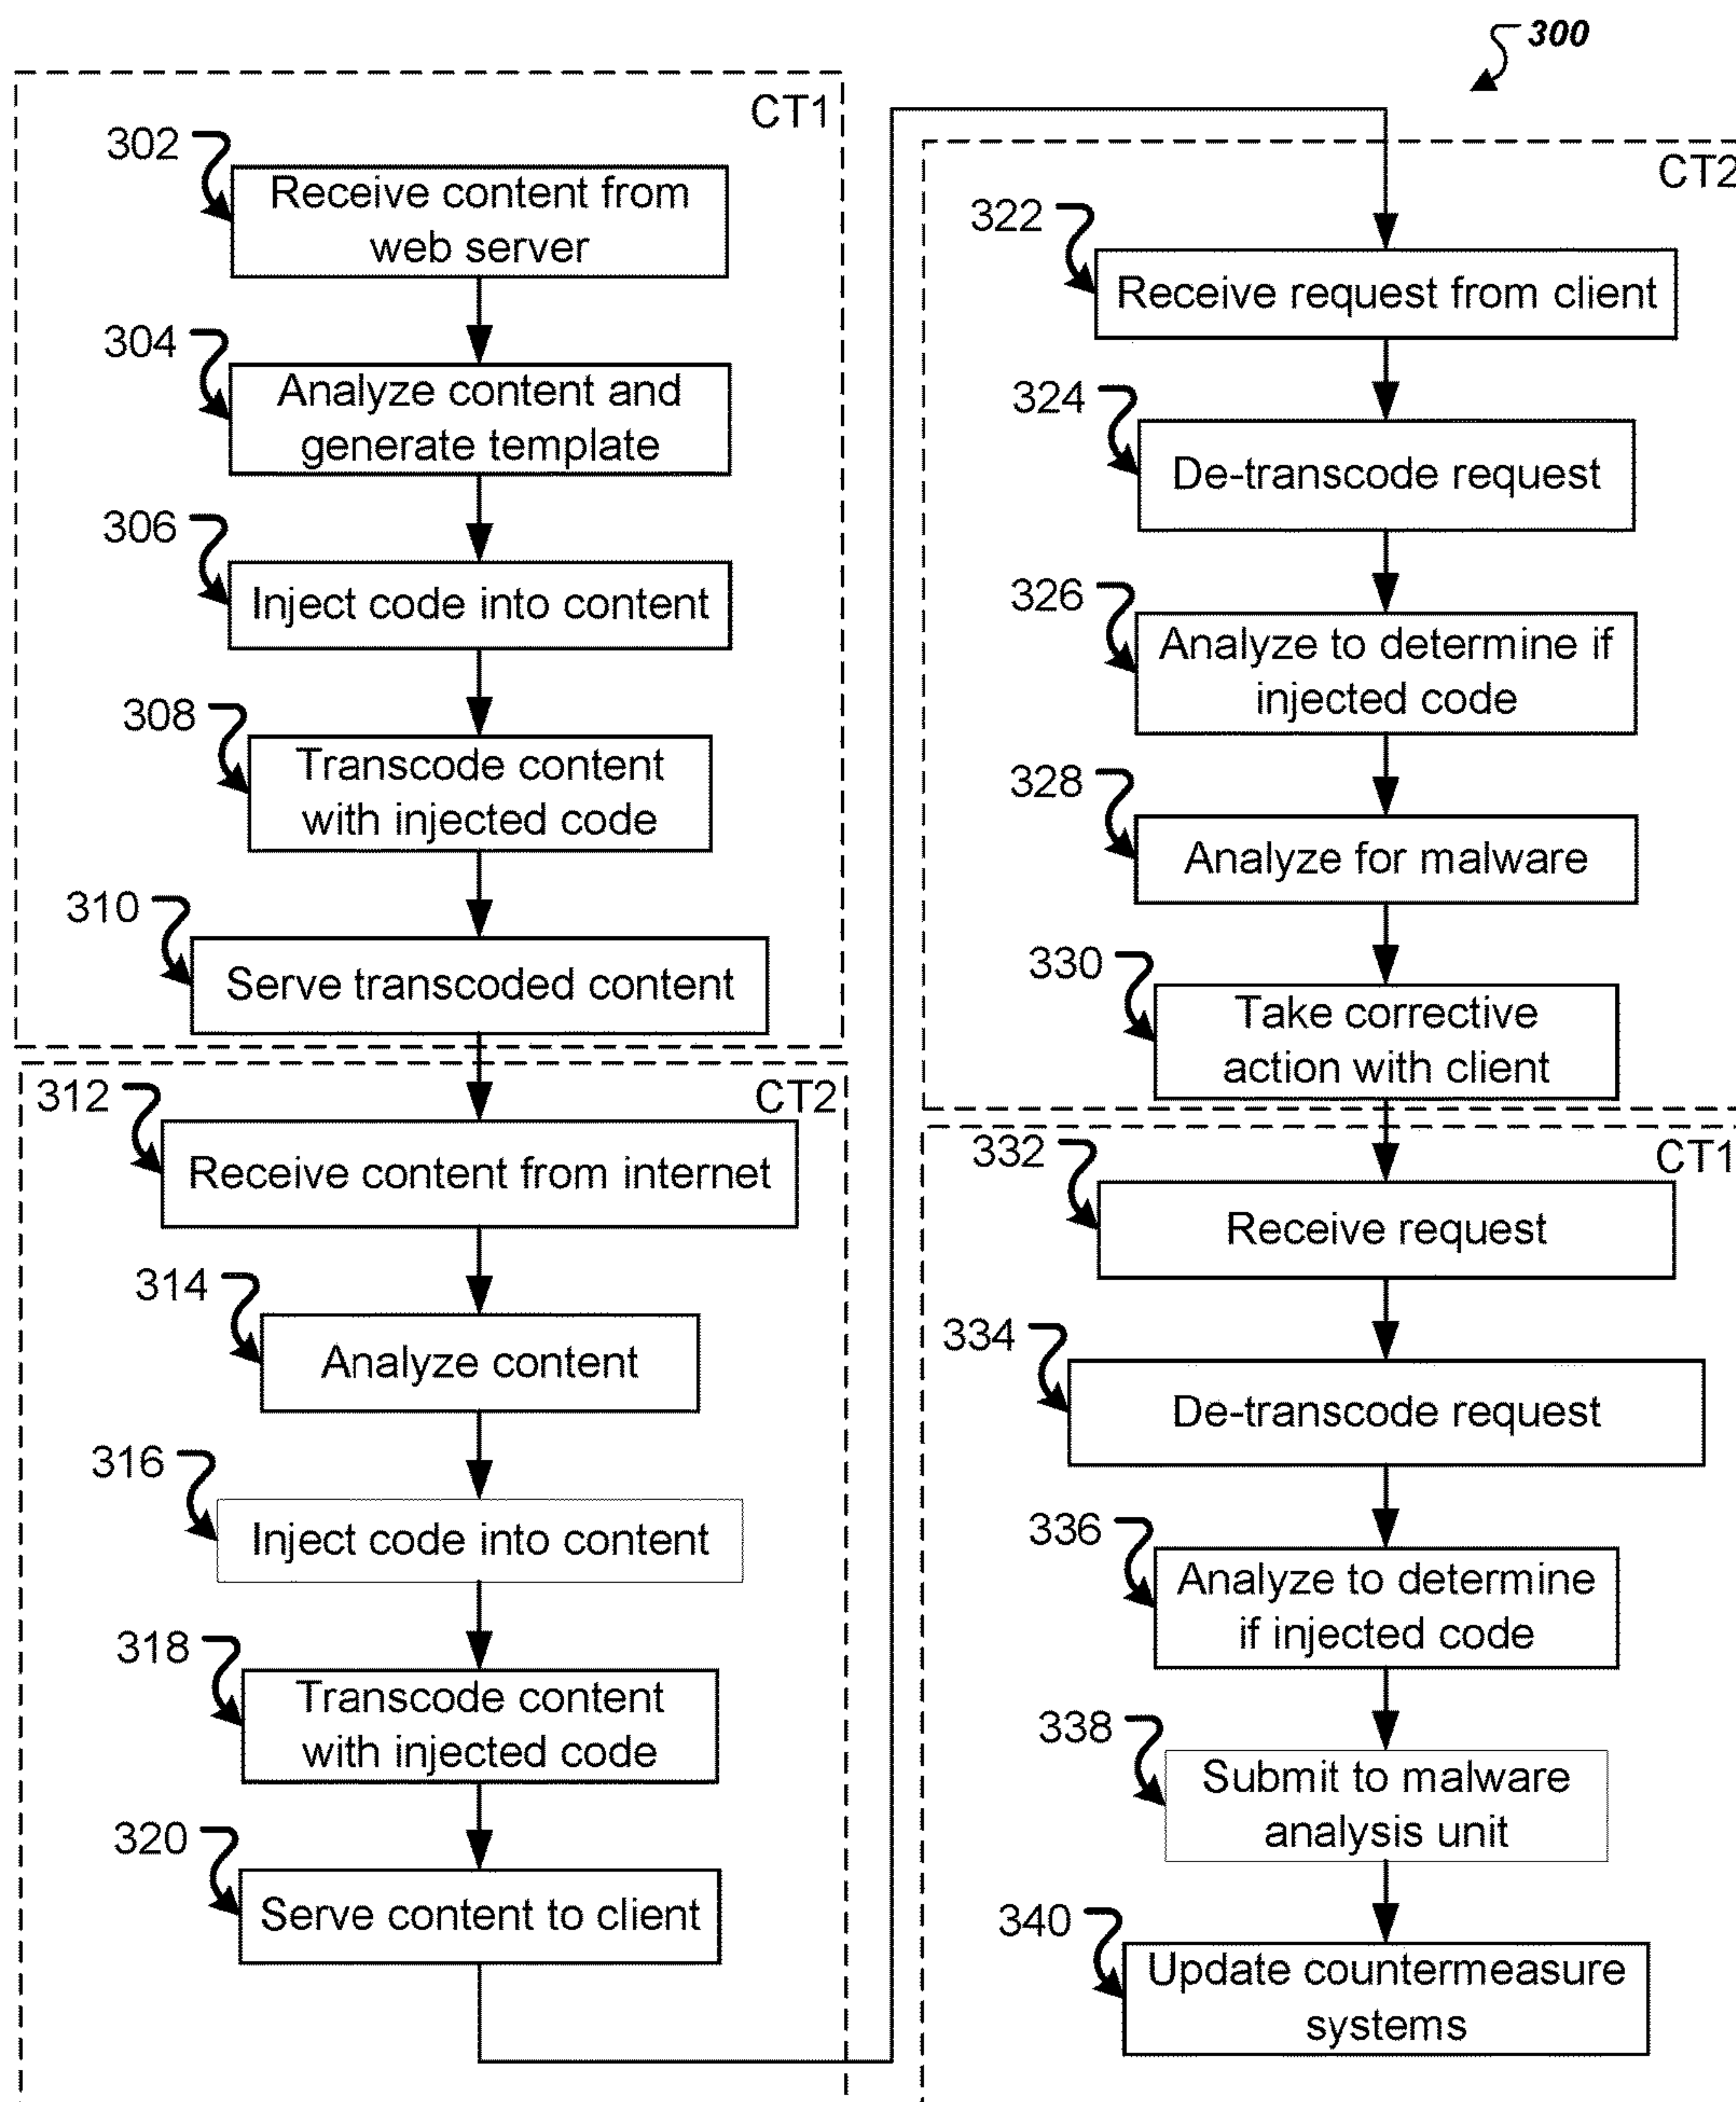 300
CT1
302
Receive content from
web server
304
Analyze content and
generate template
306
Inject code into content
308
Transcode content
with injected code
310
Serve transcoded content
CT2
312
Receive content from internet
314
Analyze content
316
Inject code into content
318
Transcode content
with injected code
320
Serve content to client
CT2
322
Receive request from client
324
De-transcode request
326
Analyze to determine if
injected code
328
Analyze for malware
330
Take corrective
action with client
CT1
332
Receive request
334
De-transcode request
336
Analyze to determine
if injected code
338
Submit to malware
analysis unit
340
Update countermeasure
systems